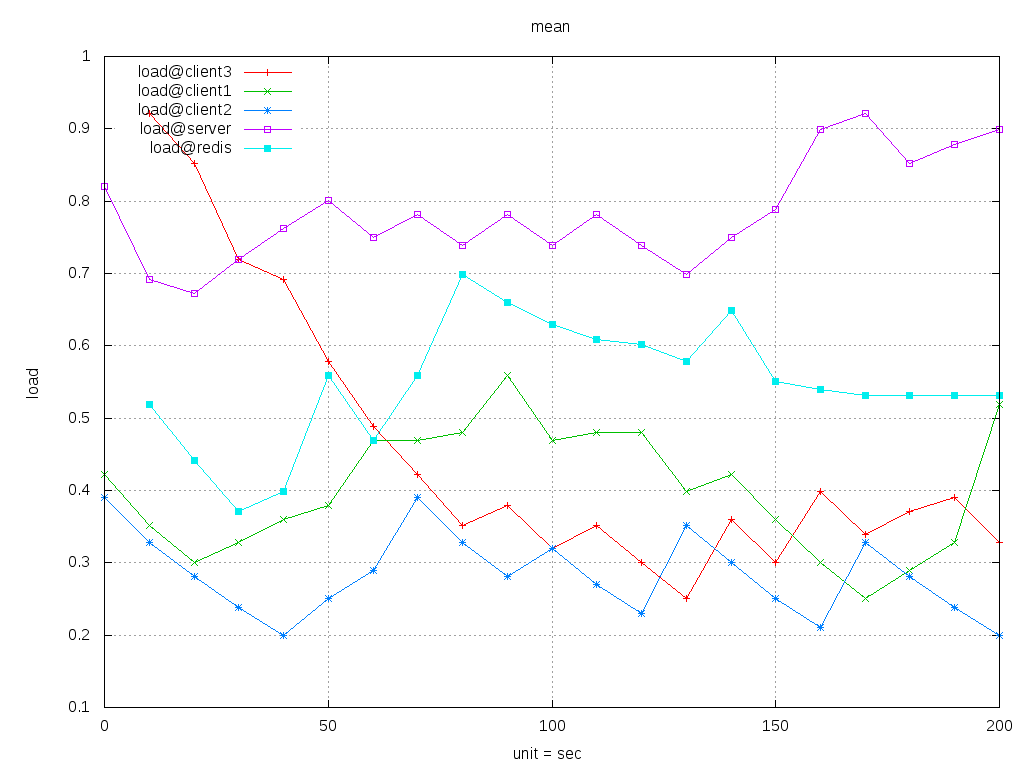 mean
1
0.9
0.8
0.7
0.6
0.5
0.4
0.3
0.2
0.1
load
load@client3
load@client1
load@client2
load@server
load@redis
0 50 100 150 200
unit = sec